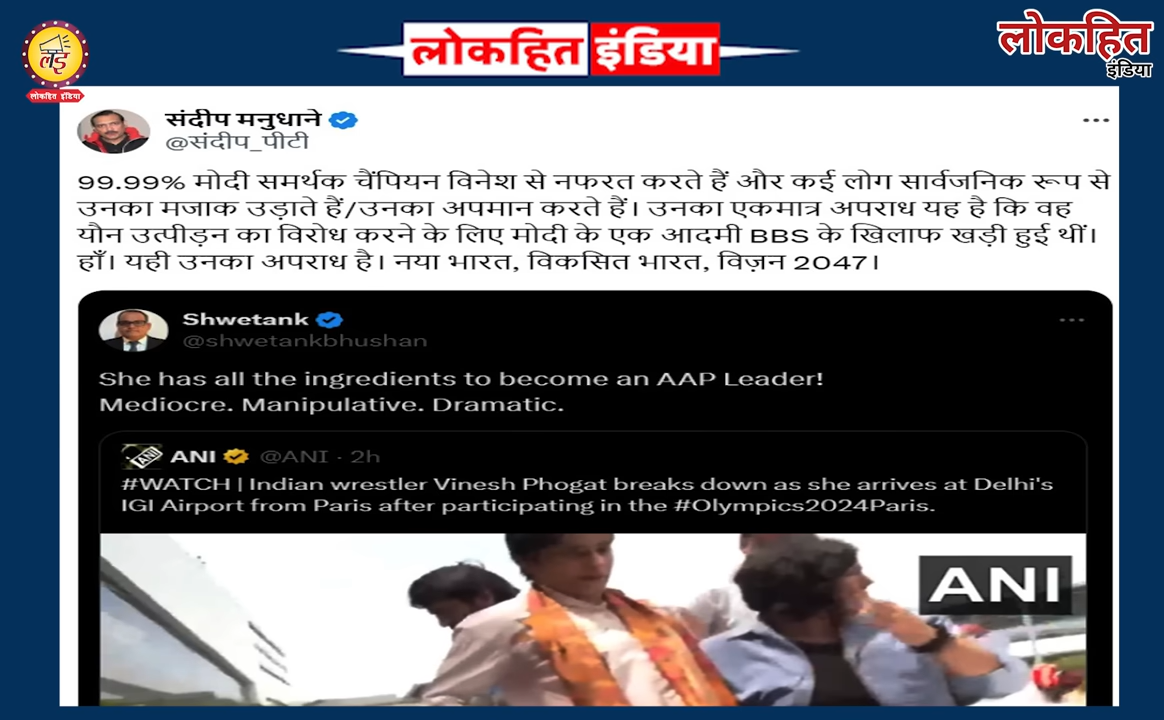 लोकहित इंडिया
लोकहित
इंडिया
लइ
लोकहित इंडिया
संदीप मनुधाने
@संदीप_पीटी
99.99% मोदी समर्थक चैंपियन विनेश से नफरत करते हैं और कई लोग सार्वजनिक रूप से
उनका मजाक उड़ाते हैं/उनका अपमान करते हैं। उनका एकमात्र अपराध यह है कि वह
यौन उत्पीड़न का विरोध करने के लिए मोदी के एक आदमी BBS के खिलाफ खड़ी हुई थीं।
हाँ। यही उनका अपराध है। नया भारत, विकसित भारत, विज़न 2047।
Shwetank
@shwetankbhushan
She has all the ingredients to become an AAP Leader!
Mediocre. Manipulative. Dramatic.
ANI ANI @ANI · 2h
#WATCH | Indian wrestler Vinesh Phogat breaks down as she arrives at Delhi's
IGI Airport from Paris after participating in the #Olympics2024Paris.
ANI